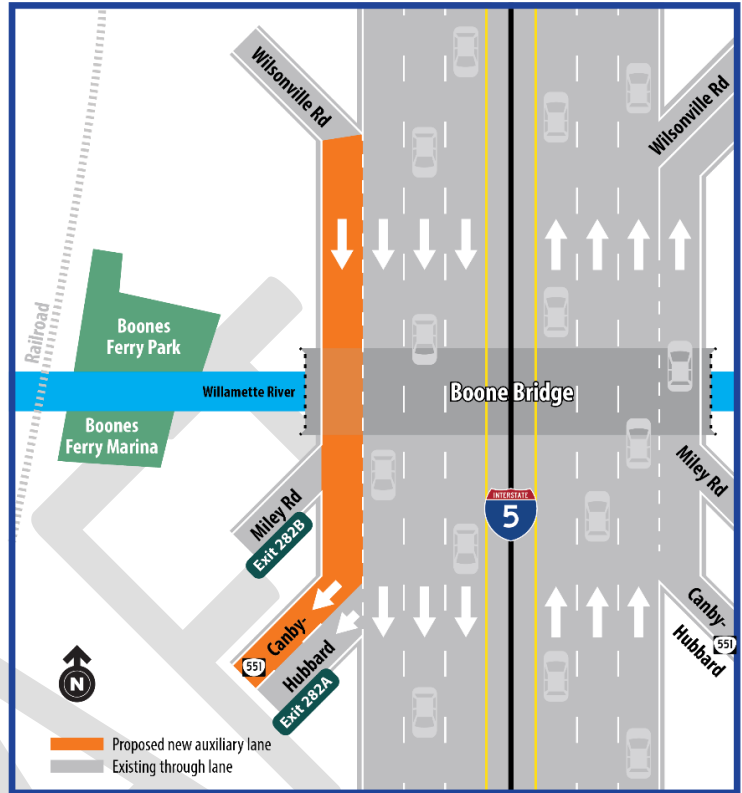 Wilsonville Rd
Wilsonville Rd
Railroad
Boones
Ferry Park
Willamette River
Boone Bridge
Boones
Ferry Marina
Miley Rd
Exit 282B
Miley Rd
INTERSTATE
5
Canby-
Hubbard
551
Exit 282A
Canby-
Hubbard
551
N
Proposed new auxiliary lane
Existing through lane